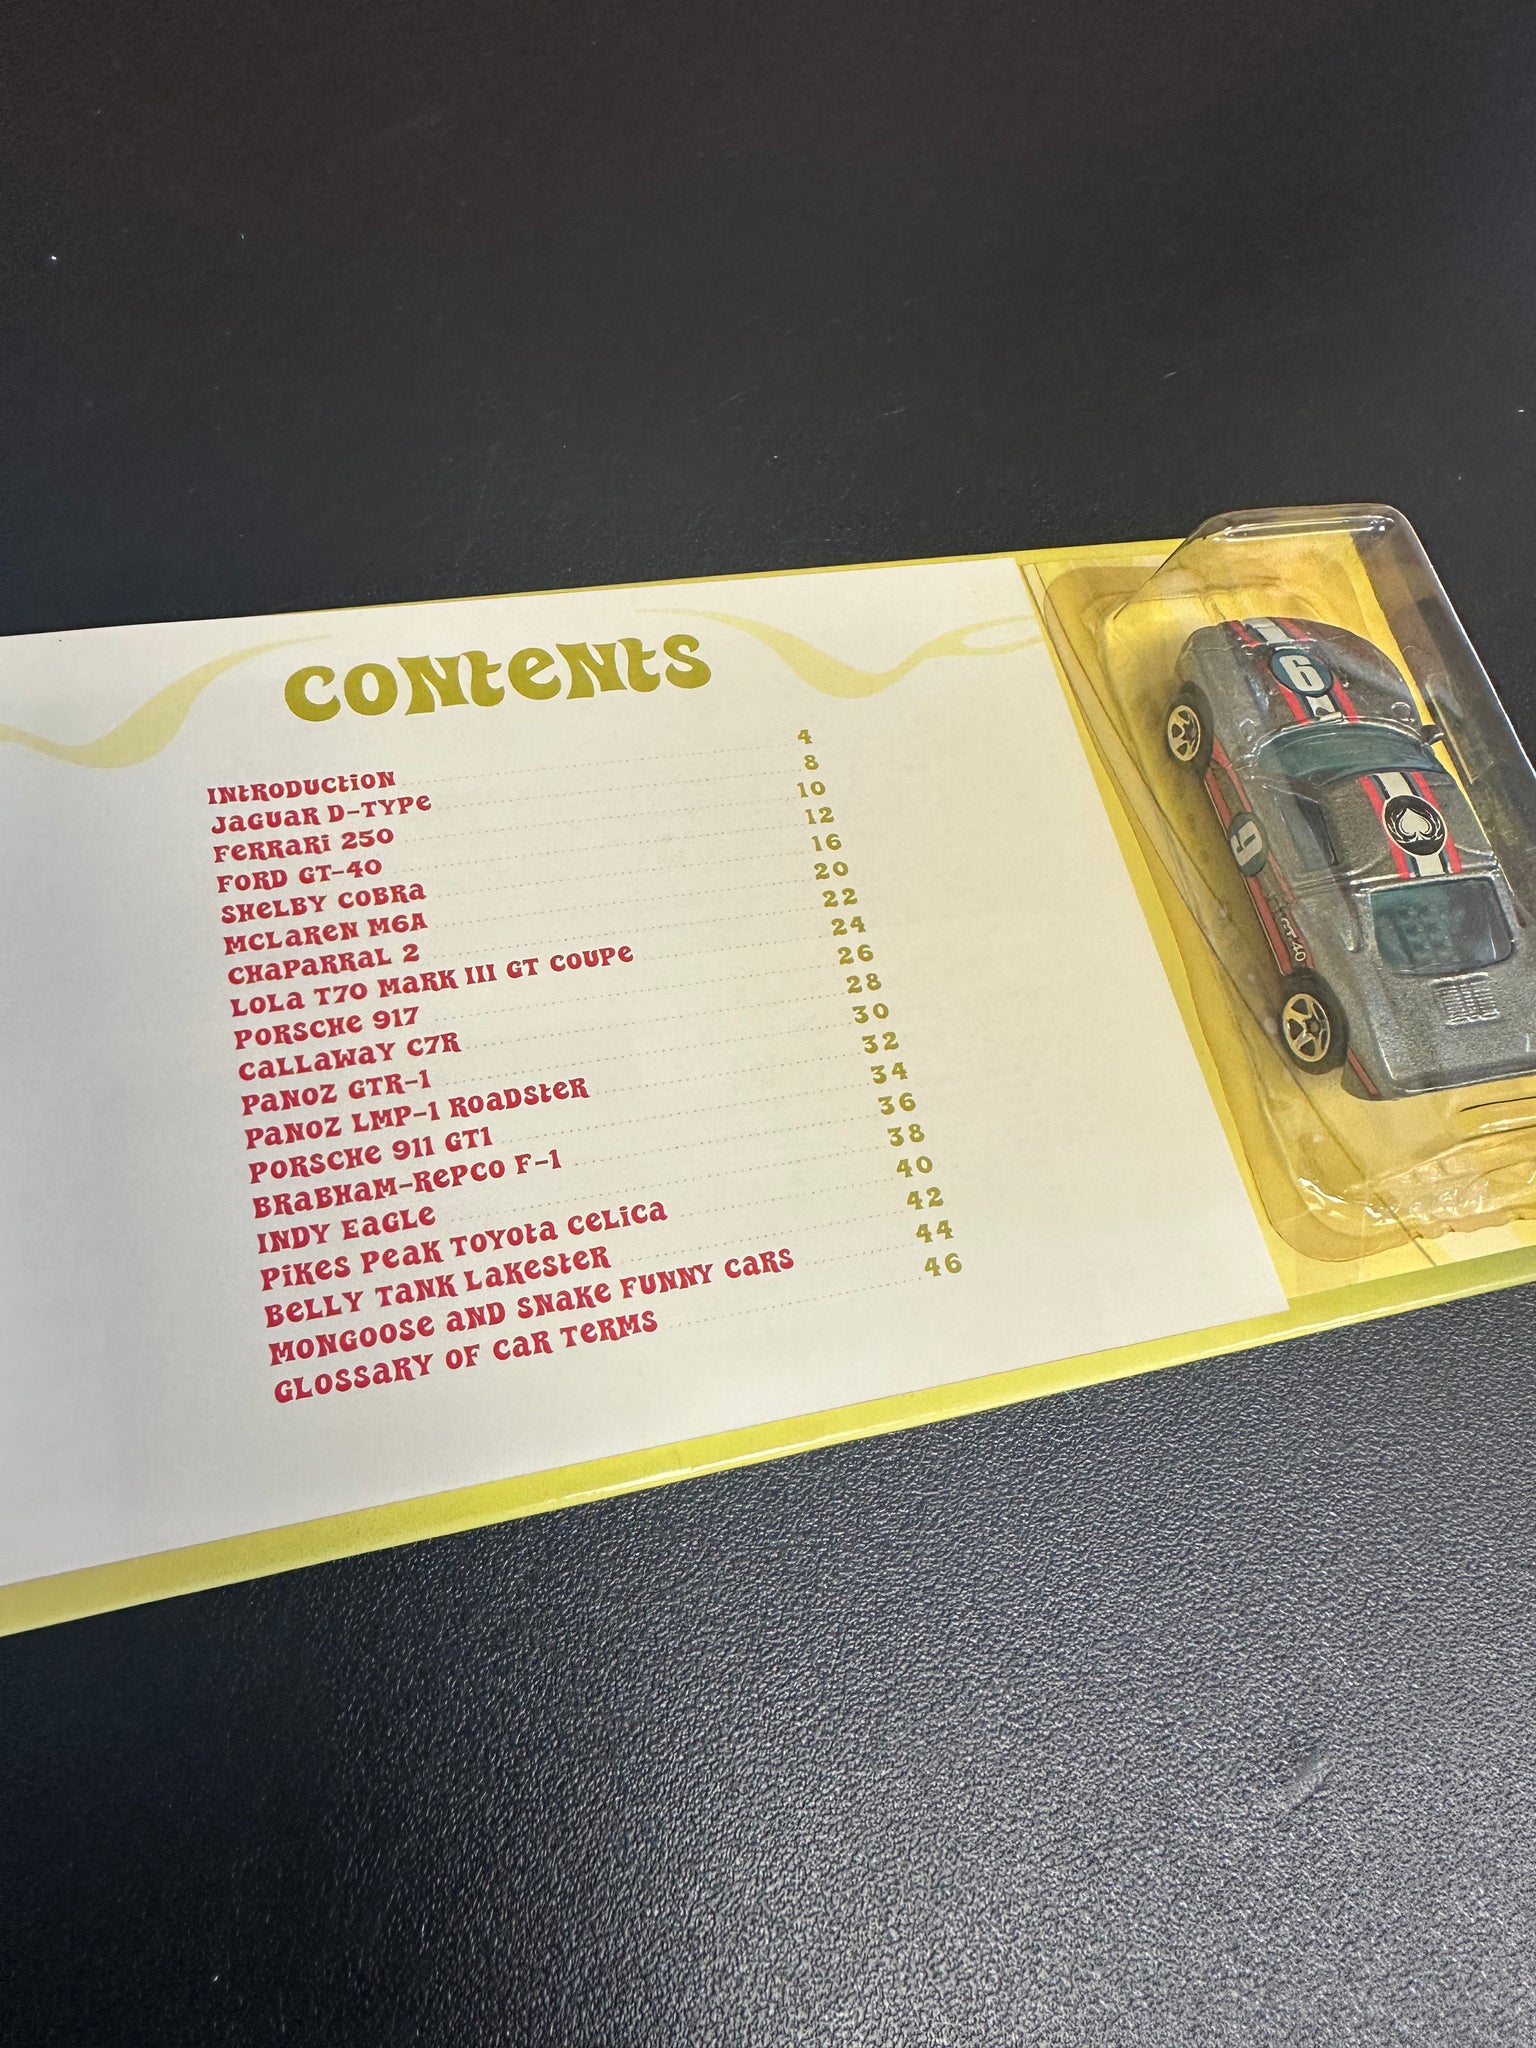 CONTENTS
INTRODUCTION 4
JAGUAR D-TYPE 8
FERRARI 250 10
FORD GT-40 12
SHELBY COBRA 16
MCLAREN M6A 20
CHAPARRAL 2 22
LOLA T70 MARK III GT COUPE 24
PORSCHE 917 26
CALLAWAY C7R 28
PANOZ GTR-1 30
PANOZ LMP-1 ROADSTER 32
PORSCHE 911 GT1 34
BRABHAM-REPCO F-1 36
INDY EAGLE 38
PIKES PEAK TOYOTA CELICA 40
BELLY TANK LAKESTER 42
MONGOOSE AND SNAKE FUNNY CARS 44
GLOSSARY OF CAR TERMS 46
6
6
GT-40